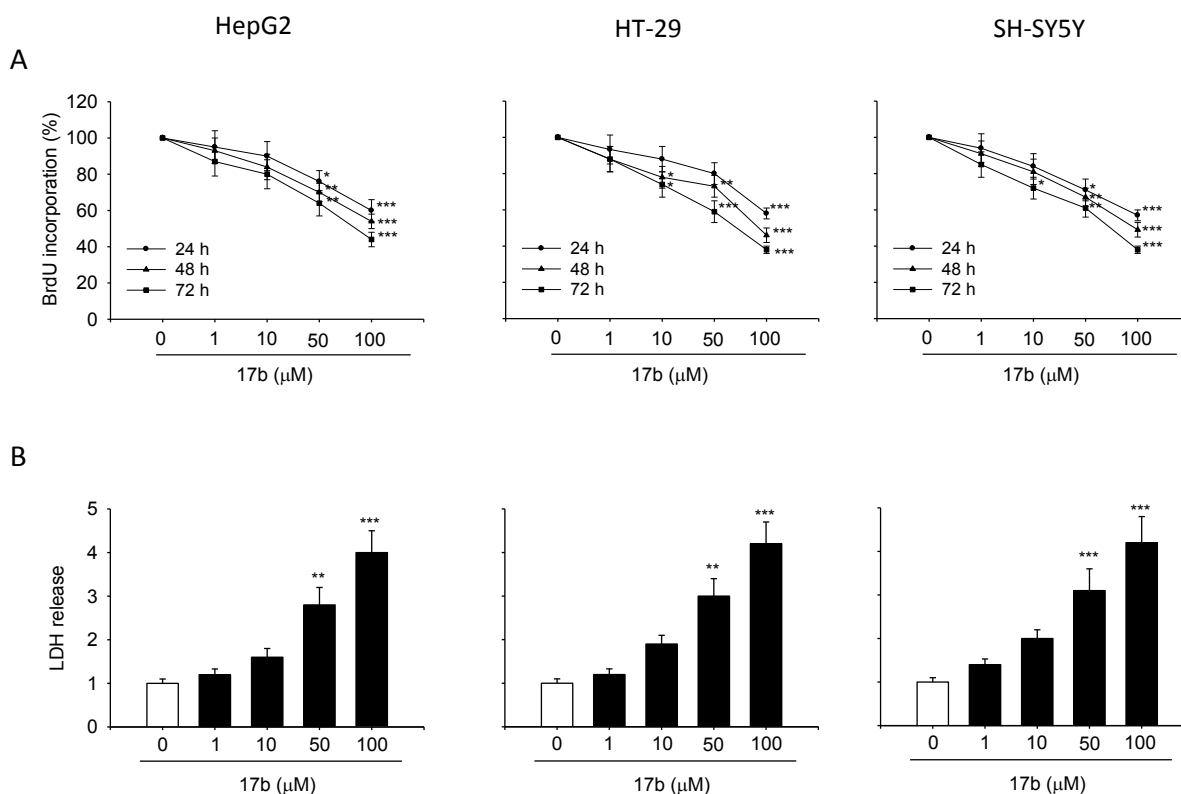 HepG2 HT-29 SH-SY5Y
A
BrdU incorporation (%)
120
100
80
60
40
20
0
* ** ** *** *** ***
24 h
48 h
72 h
0 1 10 50 100
17b (μM)
* * ** *** *** *** ***
24 h
48 h
72 h
0 1 10 50 100
17b (μM)
* * ** ** *** *** ***
24 h
48 h
72 h
0 1 10 50 100
17b (μM)
B
LDH release
5
4
3
2
1
0
** ***
0 1 10 50 100
17b (μM)
** ***
0 1 10 50 100
17b (μM)
*** ***
0 1 10 50 100
17b (μM)